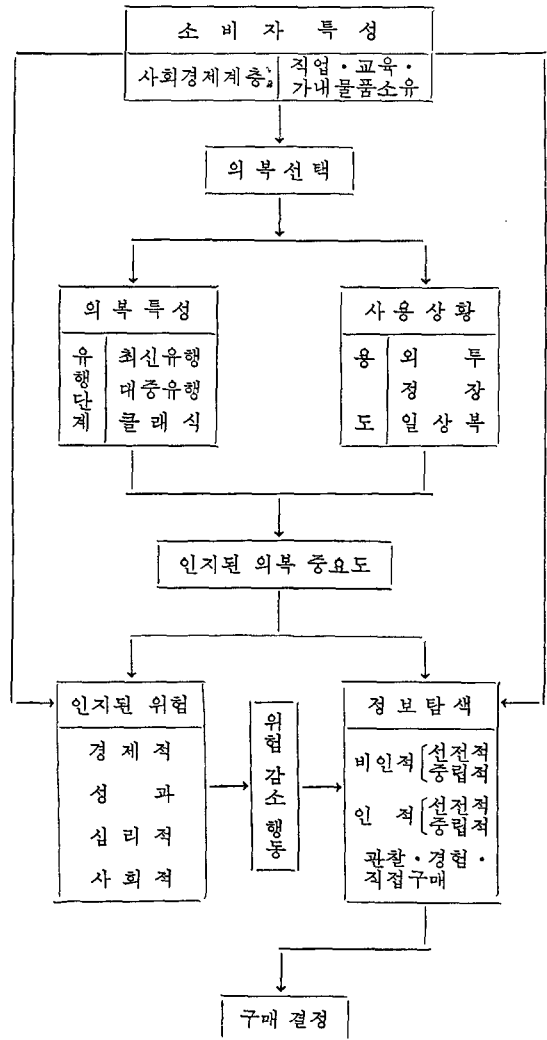 소비자 특성
사회경제계층
직업·교육·
가내물품소유
의복선택
의복특성
유행단계
최신유행
대중유행
클래식
사용상황
용도
외투
정장
일상복
인지된 의복 중요도
인지된 위험
경제적
성과
심리적
사회적
위험 감소 행동
정보탐색
비인적 선전적
중립적
인적 선전적
중립적
관찰·경험·
직접구매
구매 결정